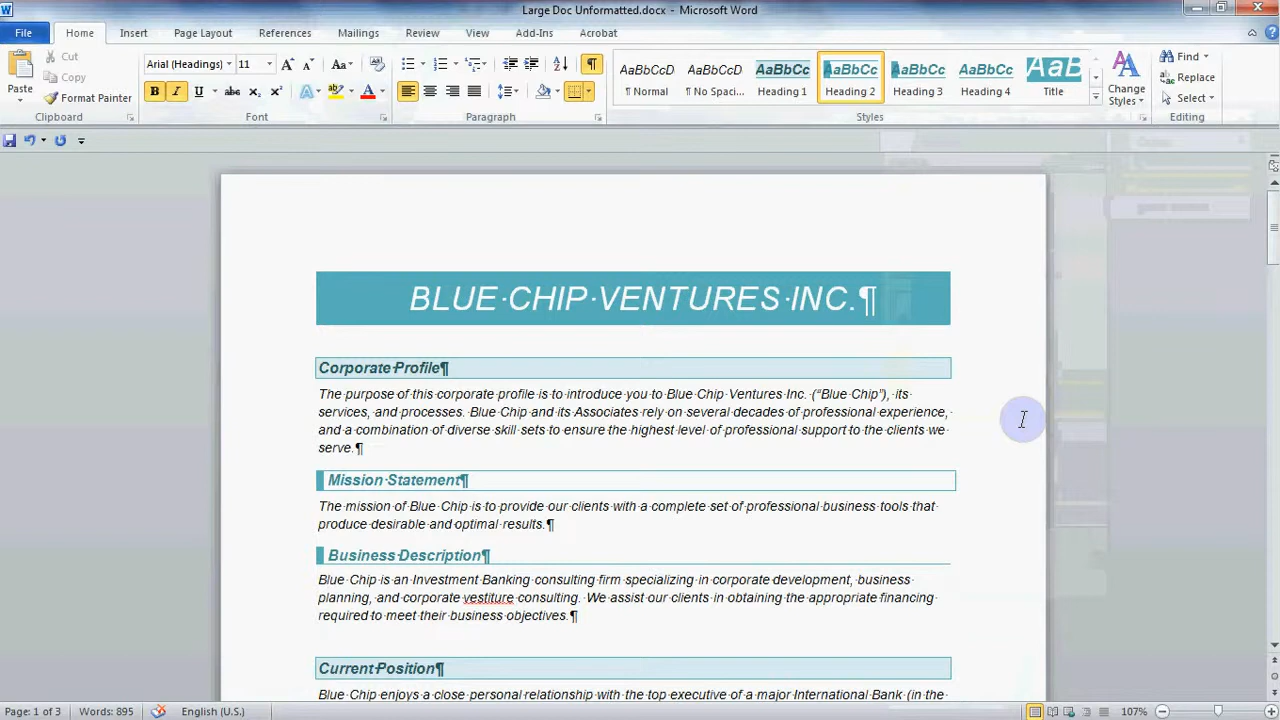 Large Doc Unformatted.docx - Microsoft Word
File Home Insert Page Layout References Mailings Review View Add-Ins Acrobat
Paste
Cut
Copy
Format Painter
Clipboard
Arial (Headings) 11
Font
Paragraph
AaBbCcD AaBbCcD AaBbCc AaBbCc AaBbCc AaBbCc AaB
¶ Normal ¶ No Spaci... Heading 1 Heading 2 Heading 3 Heading 4 Title
Change Styles
Styles
Find
Replace
Select
Editing
BLUE·CHIP·VENTURES·INC.¶
Corporate·Profile¶
The purpose of this corporate profile is to introduce you to Blue Chip Ventures Inc. (“Blue Chip”), its
services, and processes. Blue Chip and its Associates rely on several decades of professional experience,
and a combination of diverse skill sets to ensure the highest level of professional support to the clients we
serve.¶
Mission·Statement¶
The mission of Blue Chip is to provide our clients with a complete set of professional business tools that
produce desirable and optimal results.¶
Business·Description¶
Blue Chip is an Investment Banking consulting firm specializing in corporate development, business
planning, and corporate vestiture consulting. We assist our clients in obtaining the appropriate financing
required to meet their business objectives.¶
Current·Position¶
Blue Chip enjoys a close personal relationship with the top executive of a major International Bank (in the
Page: 1 of 3 Words: 895 English (U.S.) 107%